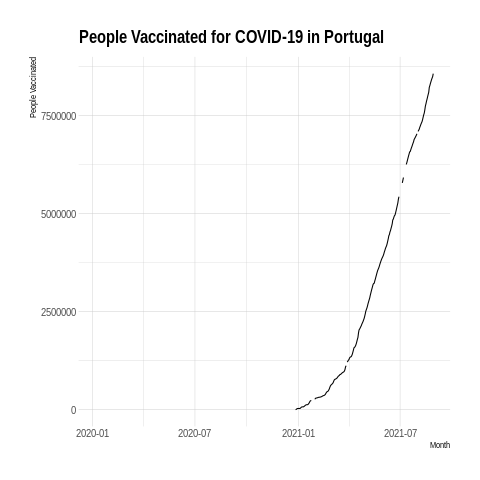 People Vaccinated for COVID-19 in Portugal
People Vaccinated
7500000
5000000
2500000
0
2020-01 2020-07 2021-01 2021-07
Month